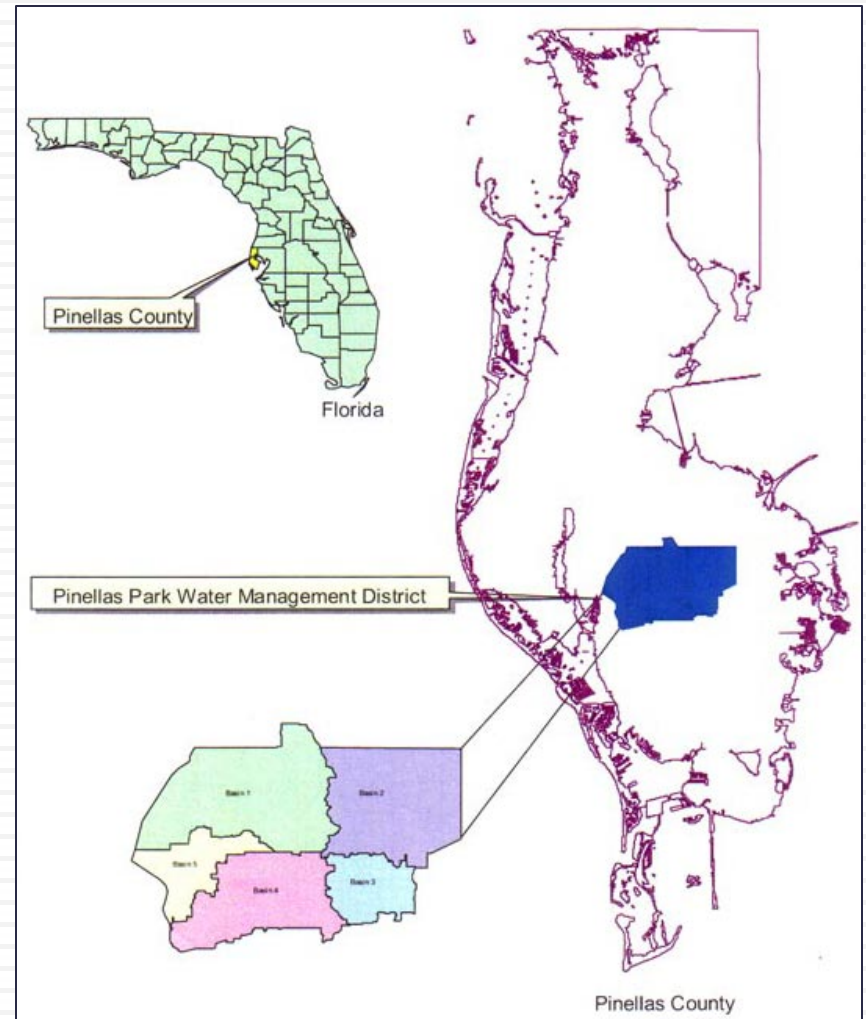 Pinellas County
Florida
Pinellas Park Water Management District
Basin 1
Basin 2
Basin 5
Basin 4
Basin 3
Pinellas County